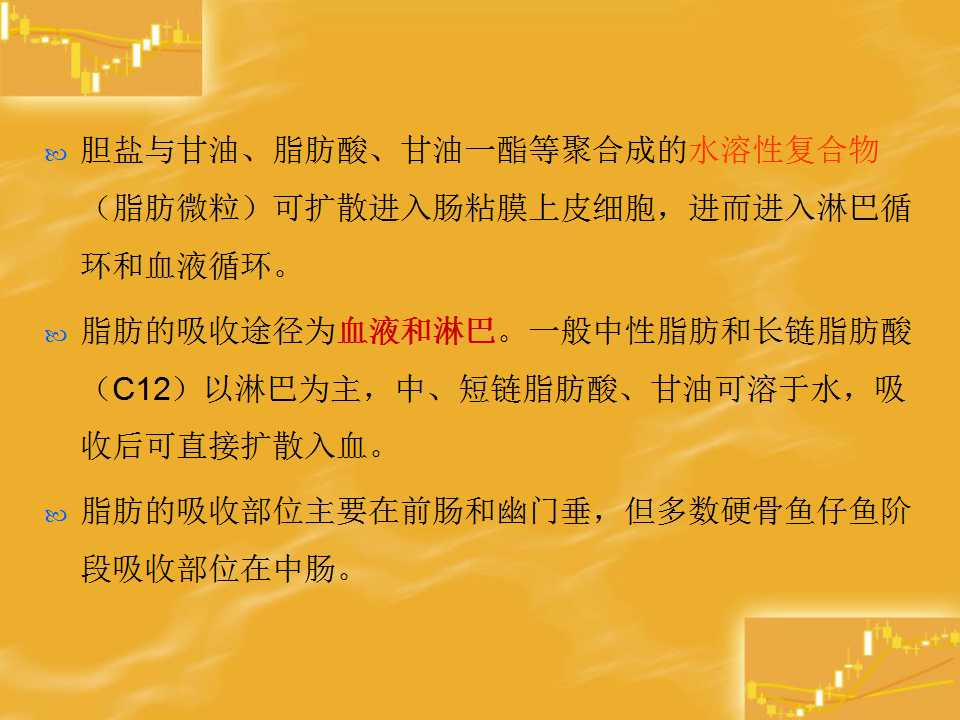 胆盐与甘油、脂肪酸、甘油一酯等聚合成的水溶性复合物
（脂肪微粒）可扩散进入肠粘膜上皮细胞，进而进入淋巴循
环和血液循环。
脂肪的吸收途径为血液和淋巴。一般中性脂肪和长链脂肪酸
（C12）以淋巴为主，中、短链脂肪酸、甘油可溶于水，吸
收后可直接扩散入血。
脂肪的吸收部位主要在前肠和幽门垂，但多数硬骨鱼仔鱼阶
段吸收部位在中肠。